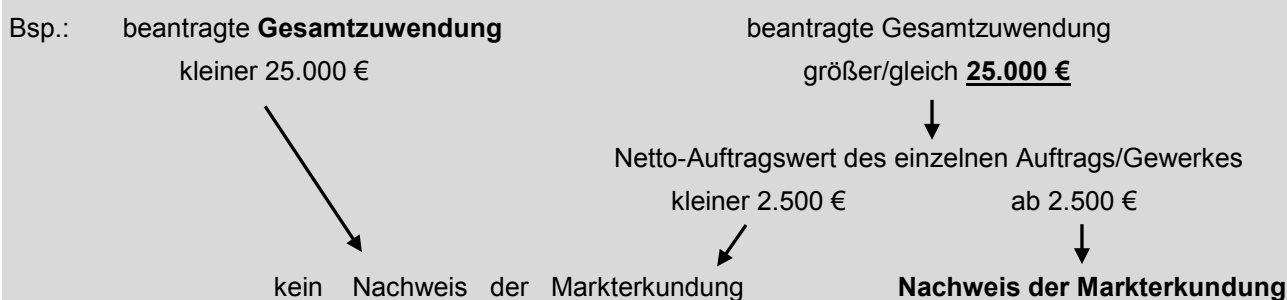 Bsp.: beantragte Gesamtzuwendung beantragte Gesamtzuwendung
kleiner 25.000 € größer/gleich 25.000 €
Netto-Auftragswert des einzelnen Auftrags/Gewerkes
kleiner 2.500 € ab 2.500 €
kein Nachweis der Markterkundung Nachweis der Markterkundung